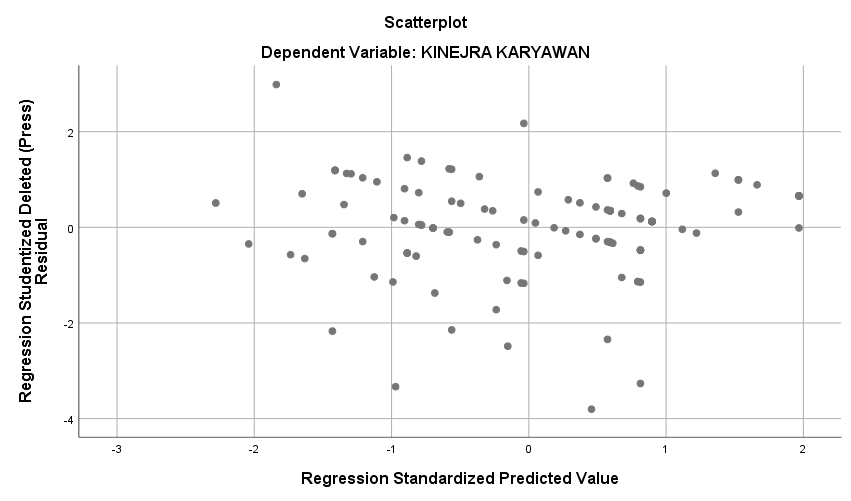 Scatterplot
Dependent Variable: KINEJRA KARYAWAN
Regression Studentized Deleted (Press)
Residual
2
0
-2
-4
-3
-2
-1
0
1
2
Regression Standardized Predicted Value